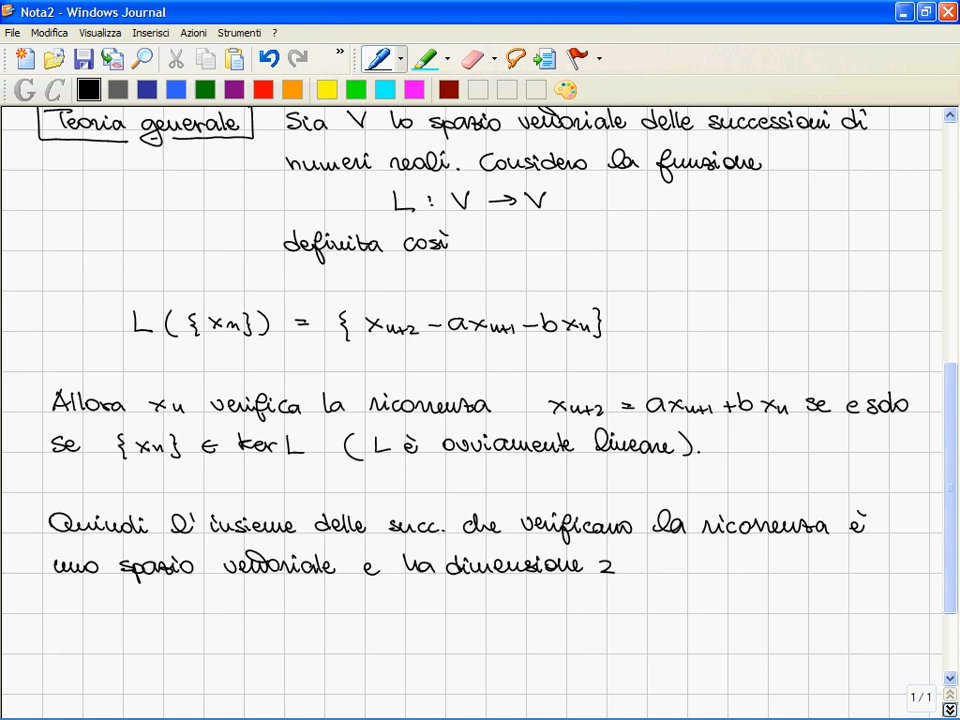 Nota2 - Windows Journal
File Modifica Visualizza Inserisci Azioni Strumenti ?
G C
Teoria generale Sia V lo spazio vettoriale delle successioni di
numeri reali. Considero la funzione
L : V → V
definita così
L ( { xn } ) = { xn+2 - axn+1 - bxn }
Allora xn verifica la ricorrenza xn+2 = axn+1 + bxn se e solo
se { xn } ∈ ker L ( L è ovviamente lineare ).
Quindi l'insieme delle succ. che verificano la ricorrenza è
uno spazio vettoriale e ha dimensione 2
1 / 1